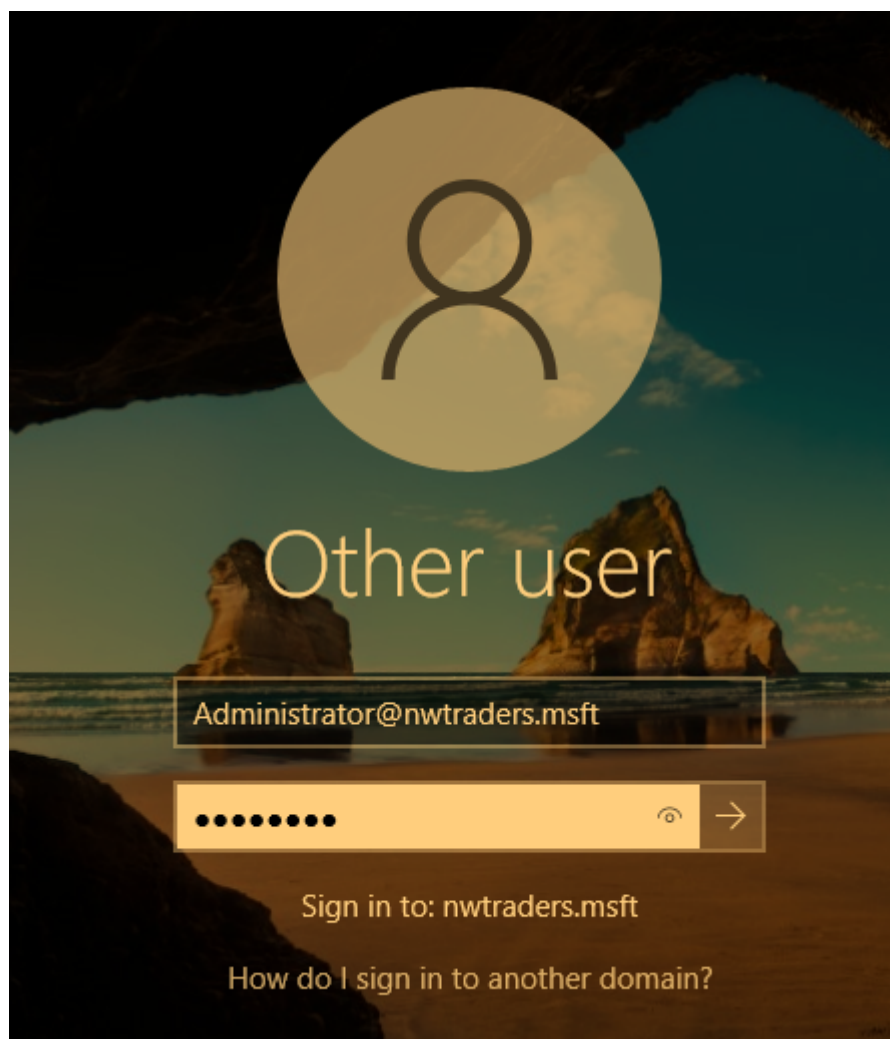 Other user
Administrator@nwtraders.msft
Sign in to: nwtraders.msft
How do I sign in to another domain?